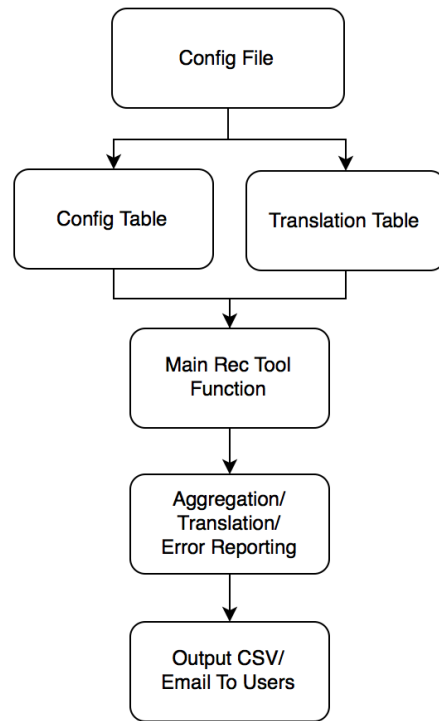 Config File
Config Table
Translation Table
Main Rec Tool
Function
Aggregation/
Translation/
Error Reporting
Output CSV/
Email To Users